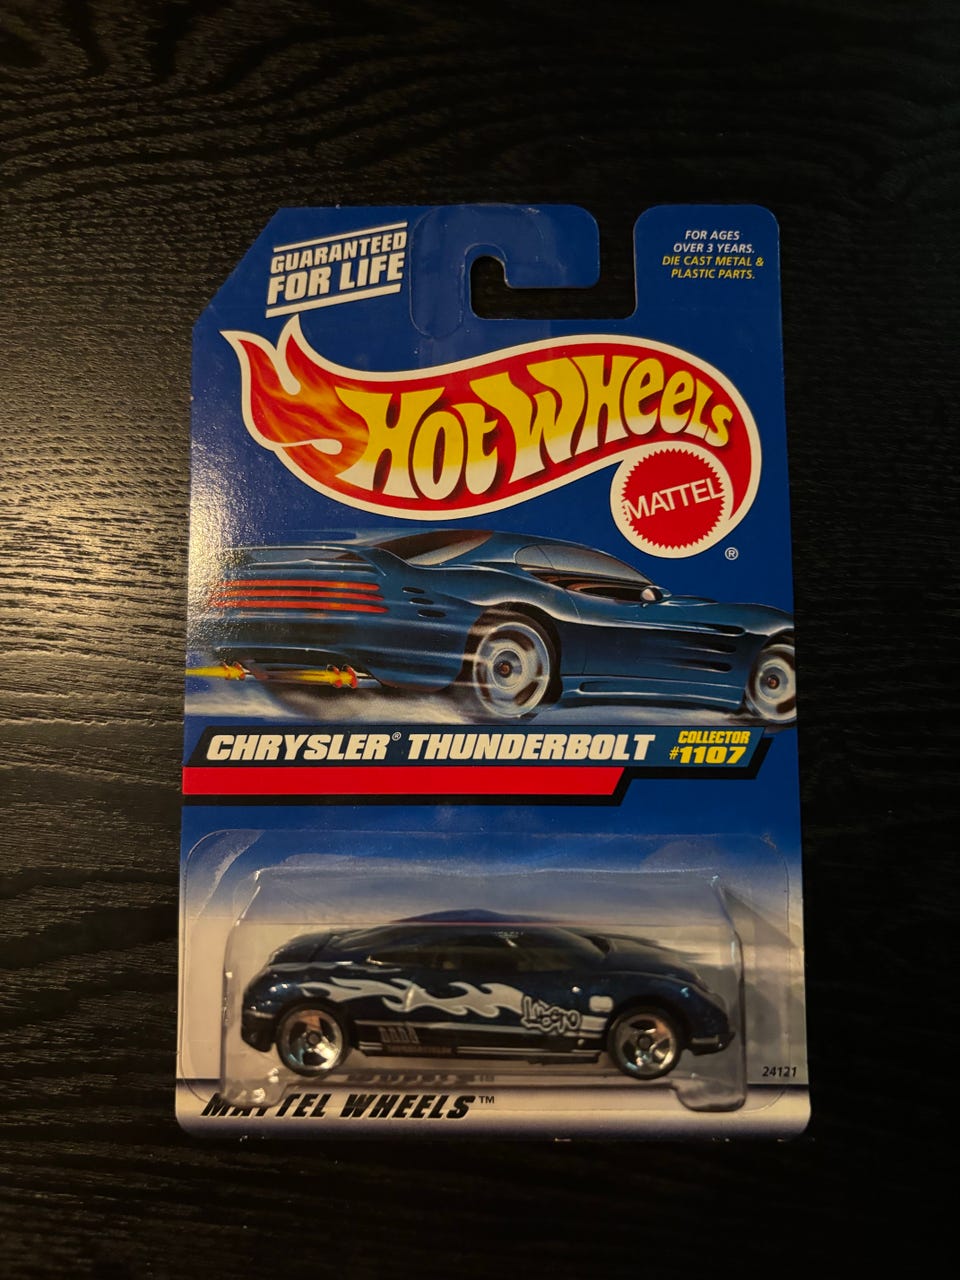 GUARANTEED
FOR LIFE
FOR AGES
OVER 3 YEARS.
DIE CAST METAL &
PLASTIC PARTS.
HOT WHEELS
MATTEL
®
CHRYSLER® THUNDERBOLT
COLLECTOR
#1107
24121
MATTEL WHEELS™